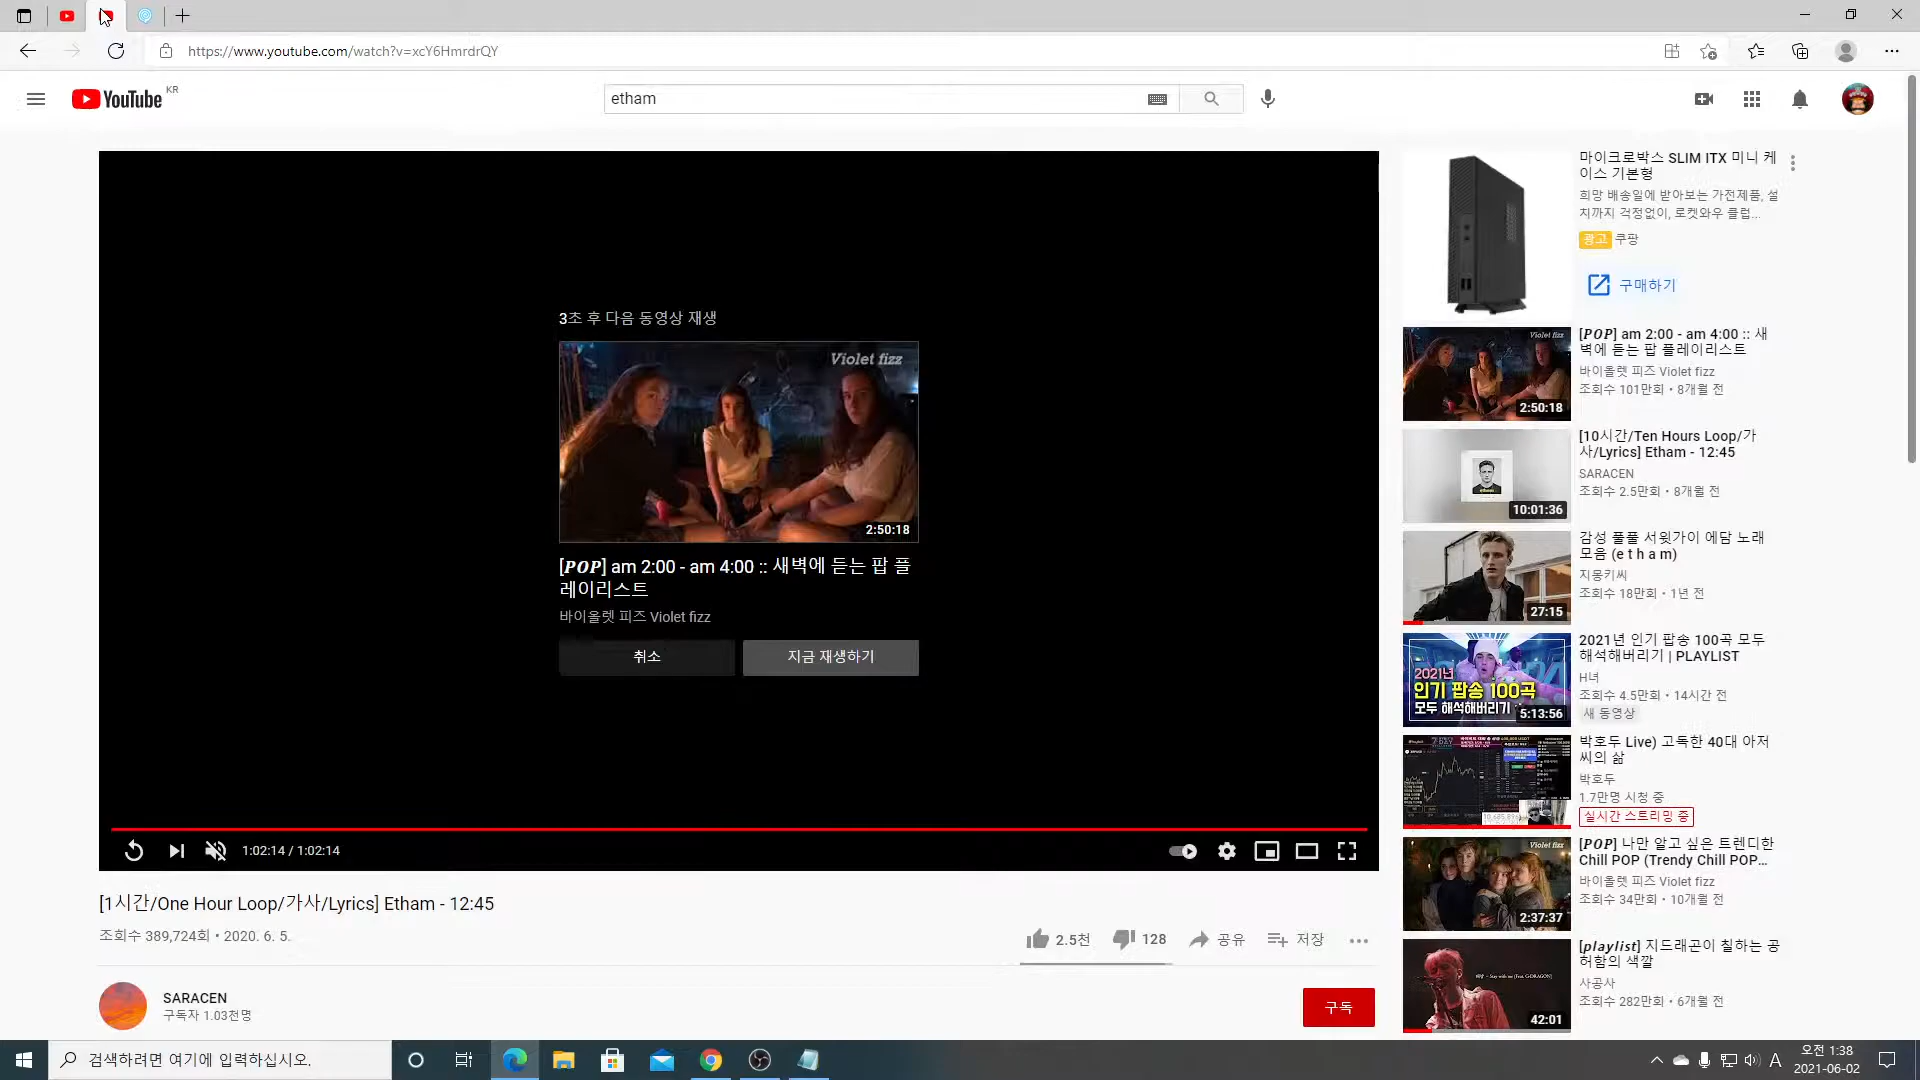 https://www.youtube.com/watch?v=xcY6HmrdrQY
YouTube KR
etham
3초 후 다음 동영상 재생
Violet fizz
2:50:18
[POP] am 2:00 - am 4:00 :: 새벽에 듣는 팝 플
레이리스트
바이올렛 피즈 Violet fizz
취소
지금 재생하기
1:02:14 / 1:02:14
[1시간/One Hour Loop/가사/Lyrics] Etham - 12:45
조회수 389,724회 • 2020. 6. 5.
2.5천
128
공유
저장
SARACEN
구독자 1.03천명
구독
마이크로박스 SLIM ITX 미니 케
이스 기본형
희망 배송일에 받아보는 가전제품, 설
치까지 걱정없이, 로켓와우 클럽...
광고 쿠팡
구매하기
Violet fizz
2:50:18
[POP] am 2:00 - am 4:00 :: 새
벽에 듣는 팝 플레이리스트
바이올렛 피즈 Violet fizz
조회수 101만회 • 8개월 전
10:01:36
[10시간/Ten Hours Loop/가
사/Lyrics] Etham - 12:45
SARACEN
조회수 2.5만회 • 8개월 전
27:15
감성 풀풀 서윗가이 에담 노래
모음 (e t h a m)
지몽키씨
조회수 18만회 • 1년 전
2021년
인기 팝송 100곡
모두 해석해버리기
5:13:56
2021년 인기 팝송 100곡 모두
해석해버리기 | PLAYLIST
H녀
조회수 4.5만회 • 14시간 전
새 동영상
박호두 Live) 고독한 40대 아저
씨의 삶
박호두
1.7만명 시청 중
실시간 스트리밍 중
Violet fizz
2:37:37
[POP] 나만 알고 싶은 트렌디한
Chill POP (Trendy Chill POP...
바이올렛 피즈 Violet fizz
조회수 34만회 • 10개월 전
42:01
[playlist] 지드래곤이 칠하는 공
허함의 색깔
사공사
조회수 282만회 • 6개월 전
검색하려면 여기에 입력하십시오.
A
오전 1:38
2021-06-02